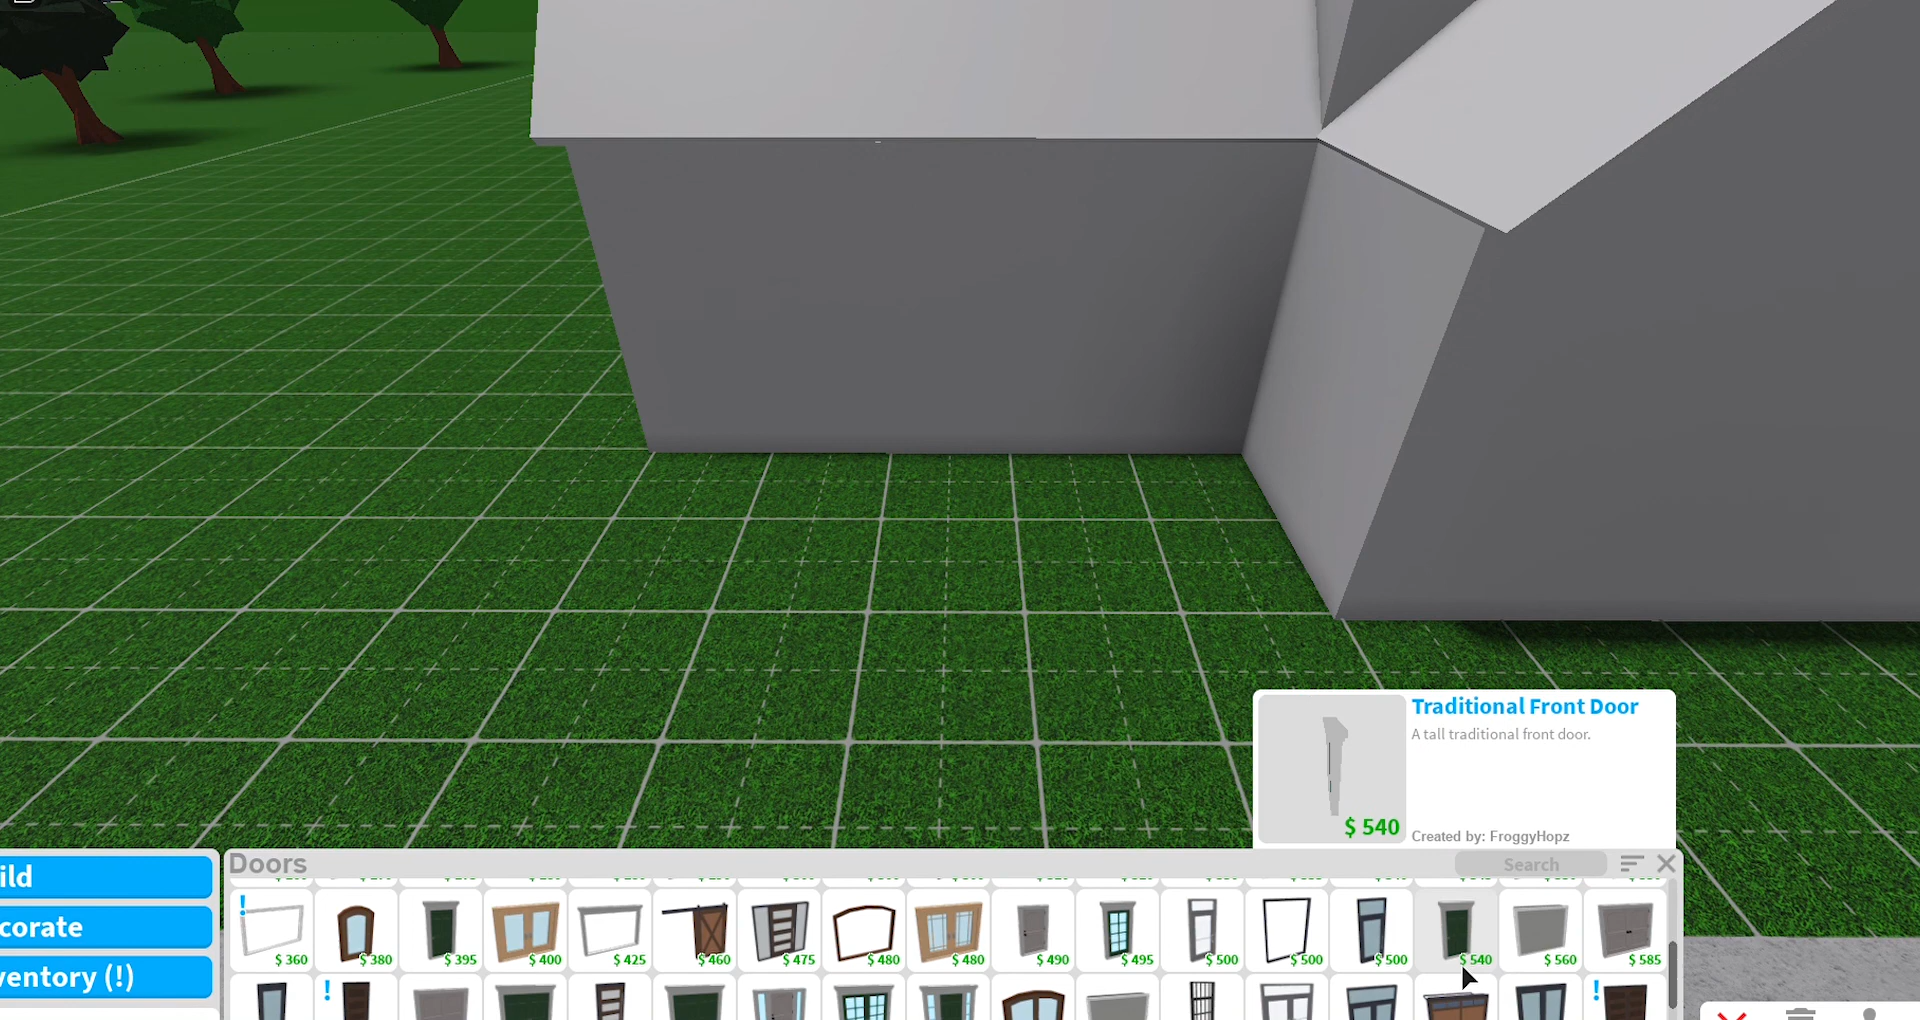 Traditional Front Door
A tall traditional front door.
$ 540
Created by: FroggyHopz
ild
Doors
Search
corate
ventory (!)
!
$ 360
$ 380
$ 395
$ 400
$ 425
$ 460
$ 475
$ 480
$ 480
$ 490
$ 495
$ 500
$ 500
$ 500
$ 540
$ 560
$ 585
!
!